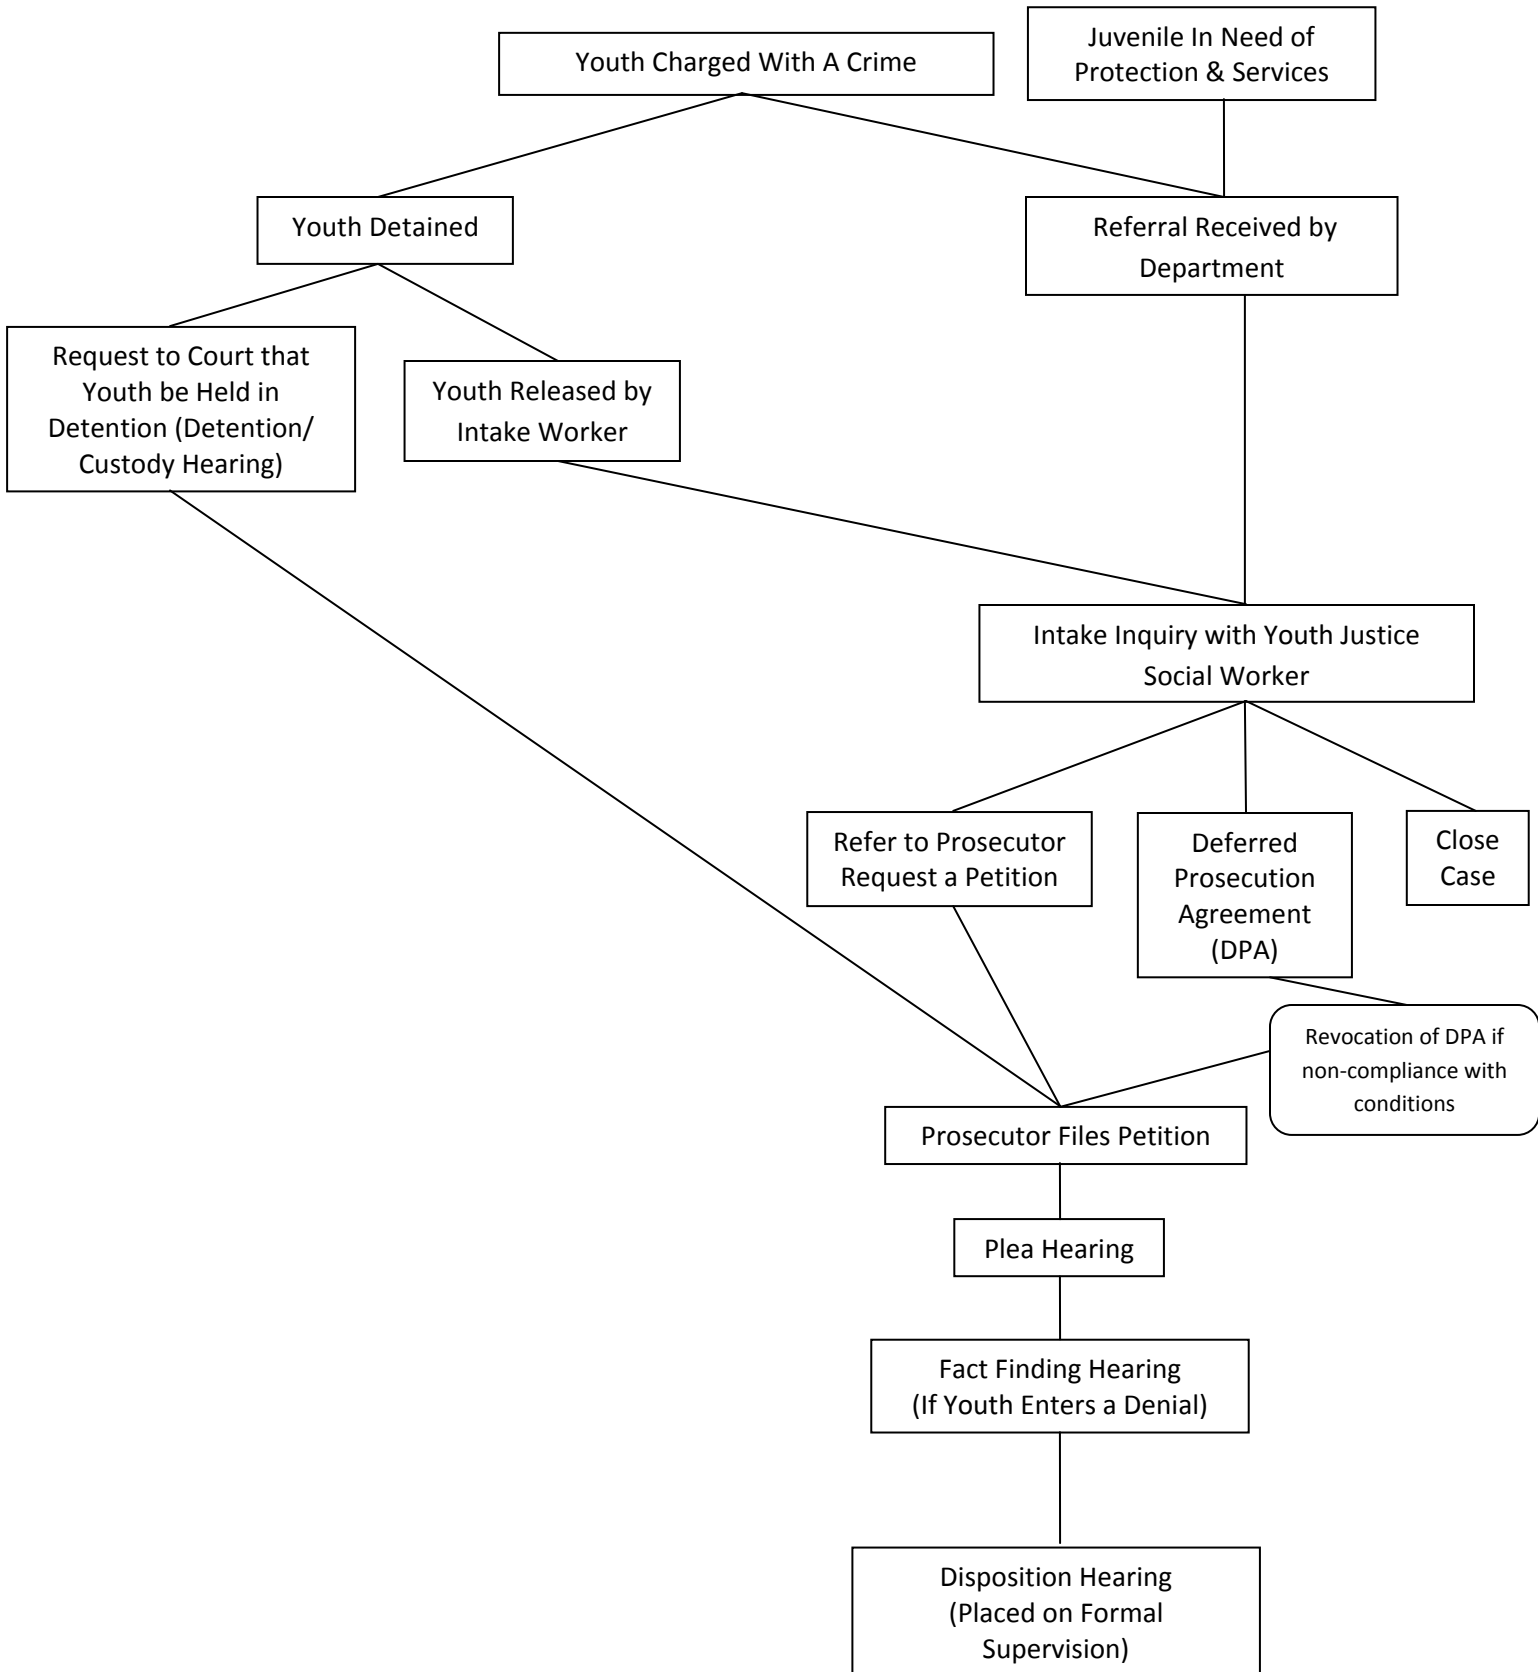 Youth Charged With A Crime
Juvenile In Need of
Protection & Services
Youth Detained
Referral Received by
Department
Request to Court that
Youth be Held in
Detention (Detention/
Custody Hearing)
Youth Released by
Intake Worker
Intake Inquiry with Youth Justice
Social Worker
Refer to Prosecutor
Request a Petition
Deferred
Prosecution
Agreement
(DPA)
Close
Case
Revocation of DPA if
non-compliance with
conditions
Prosecutor Files Petition
Plea Hearing
Fact Finding Hearing
(If Youth Enters a Denial)
Disposition Hearing
(Placed on Formal
Supervision)